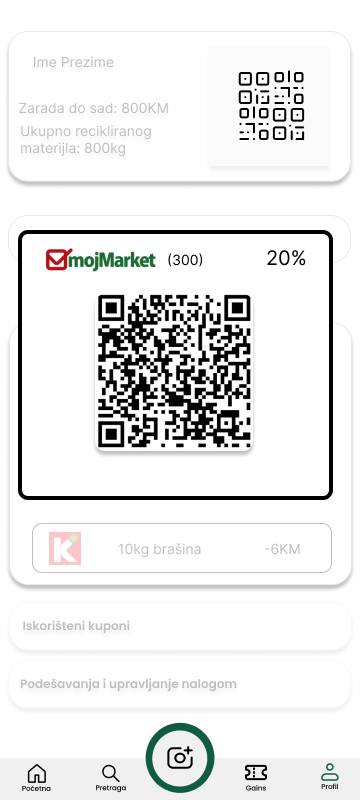 Ime Prezime
Zarada do sad: 800KM
Ukupno recikliranog
materijla: 800kg
mojMarket (300) 20%
K 10kg brašina -6KM
Iskorišteni kuponi
Podešavanja i upravljanje nalogom
Početna Pretraga Gains Profil